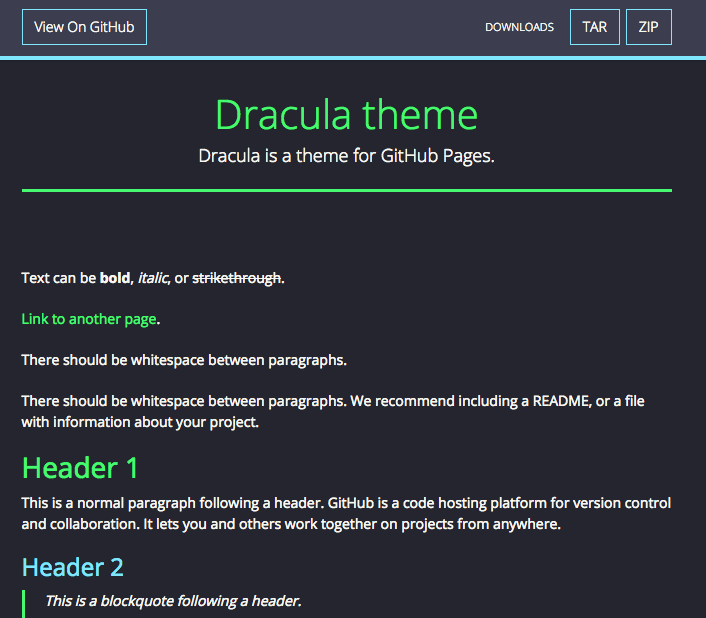 View On GitHub
DOWNLOADS TAR ZIP
Dracula theme
Dracula is a theme for GitHub Pages.
Text can be bold, italic, or strikethrough.
Link to another page.
There should be whitespace between paragraphs.
There should be whitespace between paragraphs. We recommend including a README, or a file
with information about your project.
Header 1
This is a normal paragraph following a header. GitHub is a code hosting platform for version control
and collaboration. It lets you and others work together on projects from anywhere.
Header 2
This is a blockquote following a header.